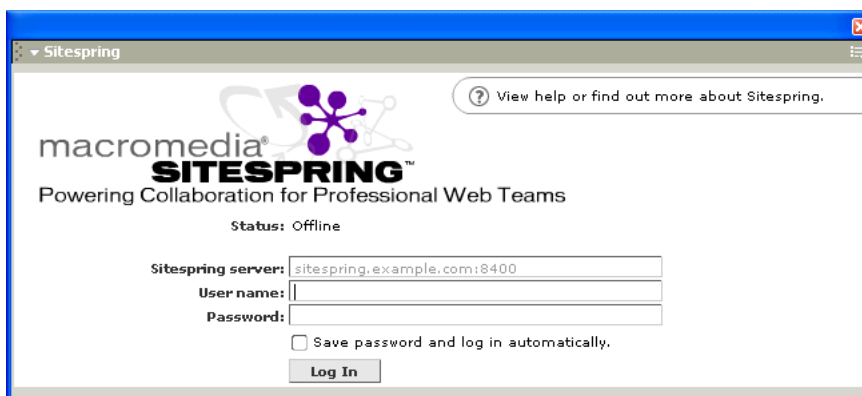 Sitespring
View help or find out more about Sitespring.
macromedia®
SITESPRING™
Powering Collaboration for Professional Web Teams
Status: Offline
Sitespring server: sitespring.example.com:8400
User name:
Password:
Save password and log in automatically.
Log In